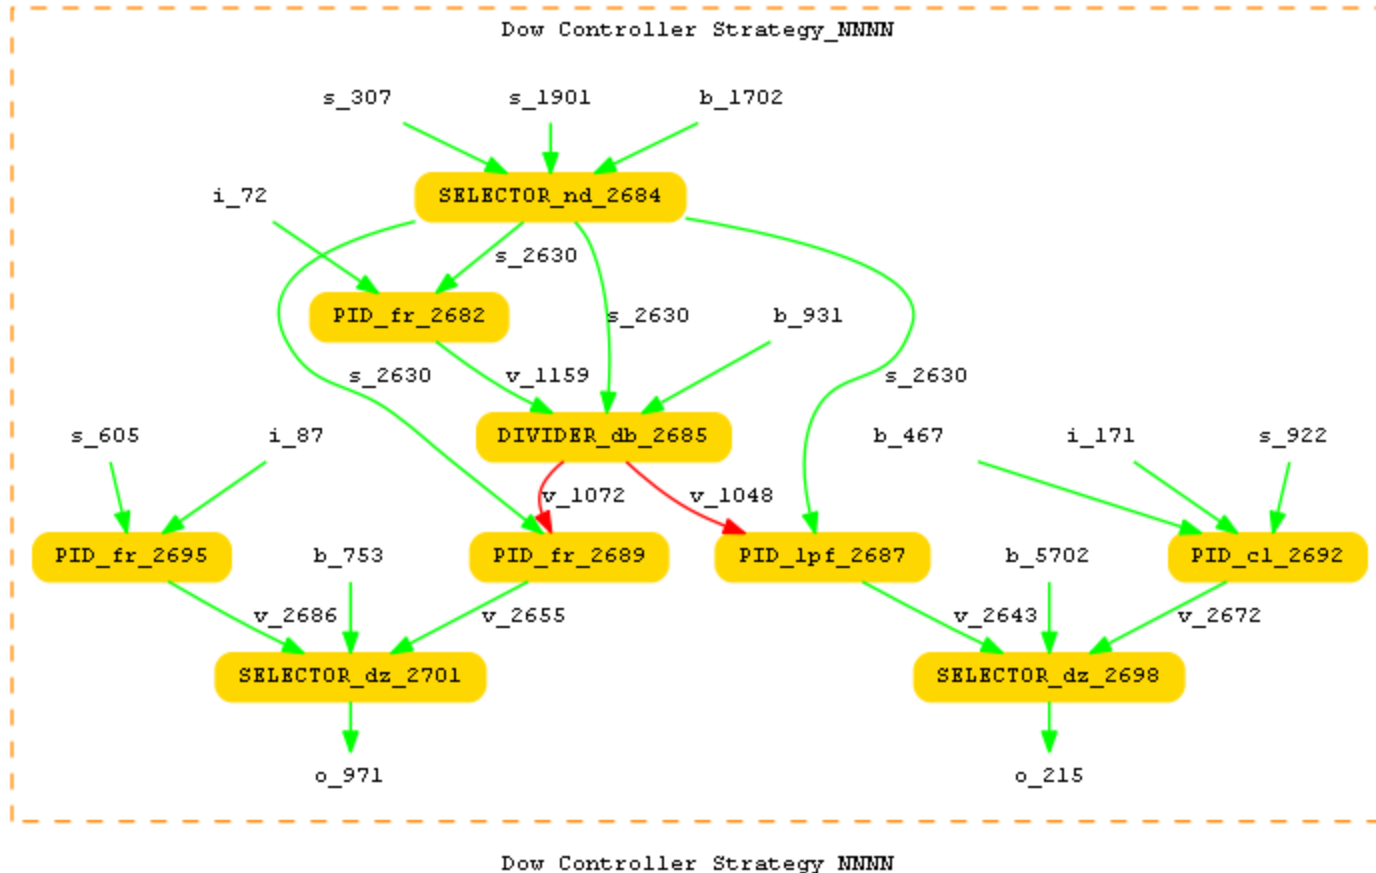 Dow Controller Strategy_NNNN
s_307 s_1901 b_1702
i_72 SELECTOR_nd_2684
s_2630
PID_fr_2682 s_2630 b_931
s_2630 v_1159 s_2630
s_605 i_87 DIVIDER_db_2685 b_467 i_171 s_922
v_1072 v_1048
PID_fr_2695 b_753 PID_fr_2689 PID_lpf_2687 b_5702 PID_cl_2692
v_2686 v_2655 v_2643 v_2672
SELECTOR_dz_2701 SELECTOR_dz_2698
o_971 o_215
Dow Controller Strategy NNNN